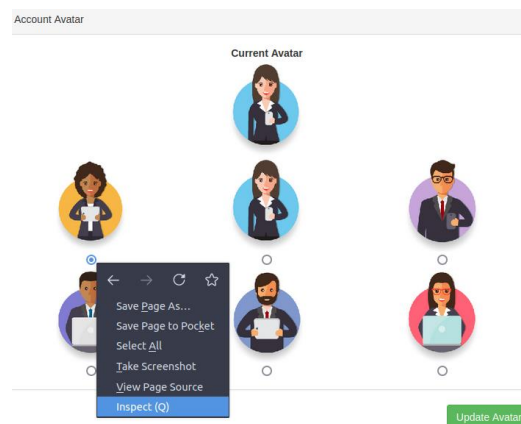 Account Avatar
Current Avatar
Save Page As...
Save Page to Pocket
Select All
Take Screenshot
View Page Source
Inspect (Q)
Update Avatar